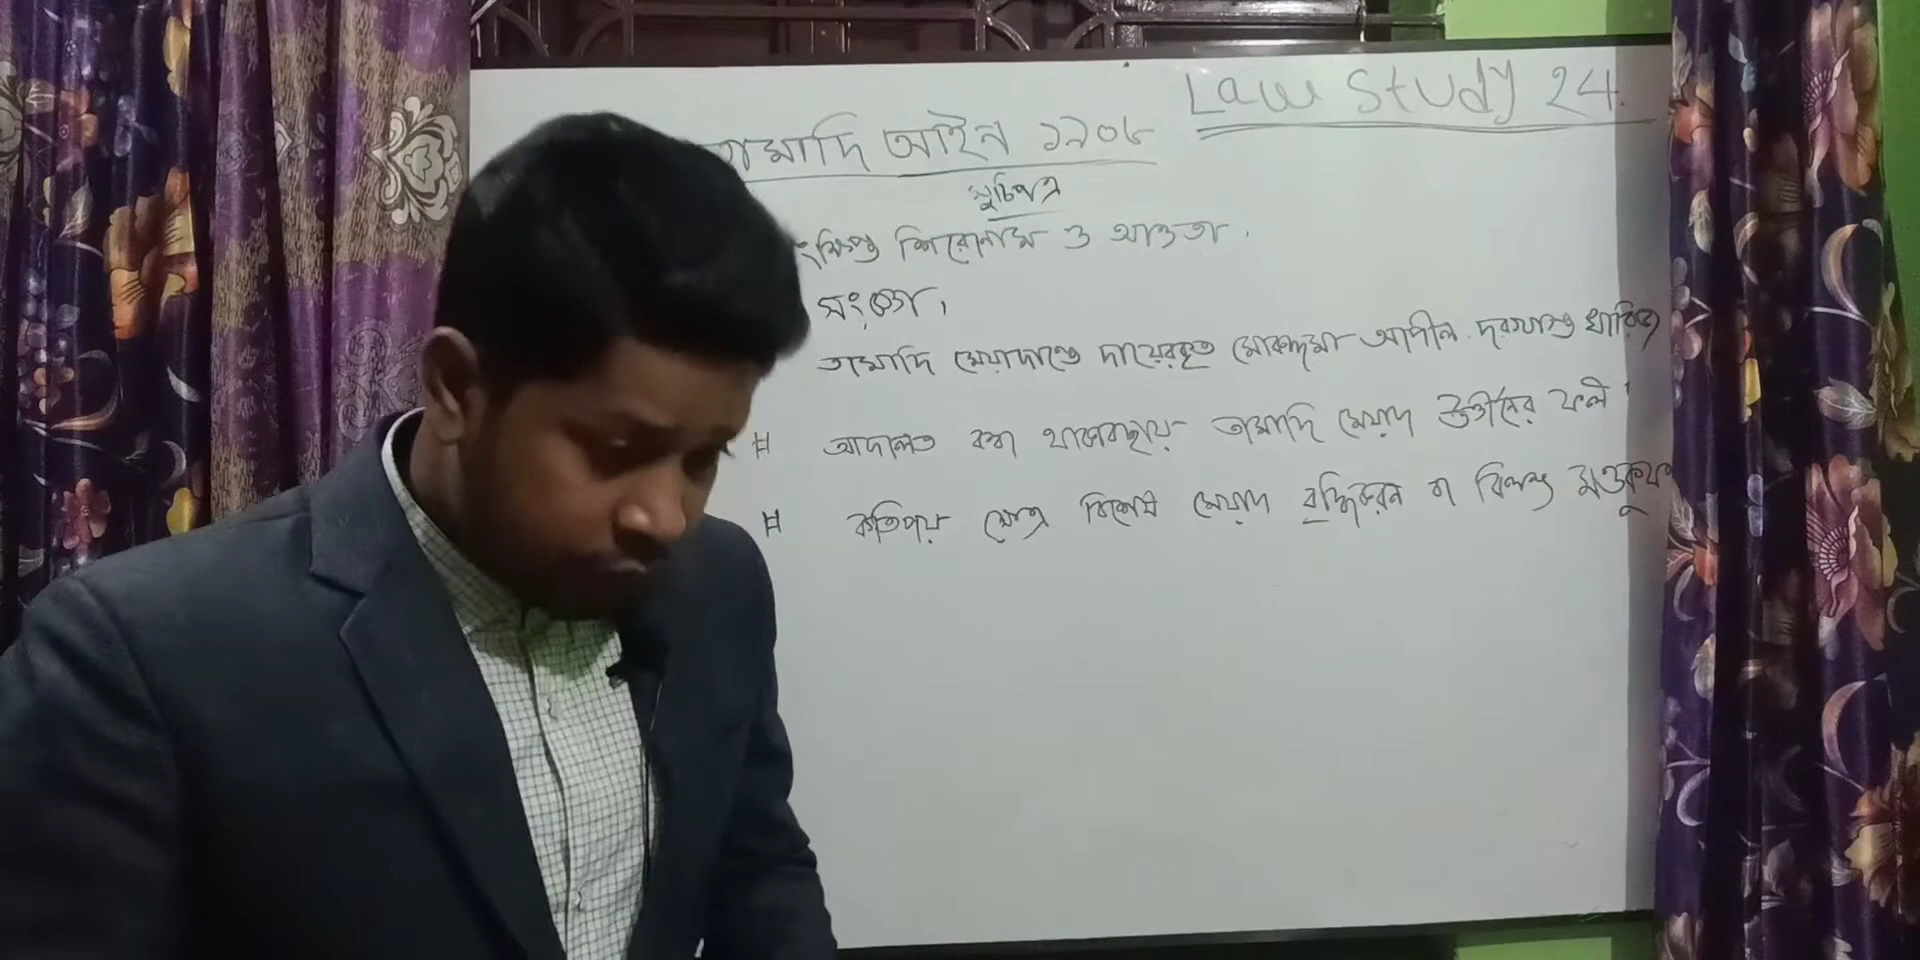 Law Study 24.
তামাদি আইন ১৯০৮
সূচিপত্র
সংক্ষিপ্ত শিরোনাম ও আওতা.
সংজ্ঞা,
তামাদি মেয়াদান্তে দায়েরকৃত মোকদ্দমা আপীল. দরখাস্ত খারিজ
# আদালত বন্ধ থাকাবস্থায় তামাদি মেয়াদ উত্তীনের ফল।
# কতিপয় ক্ষেত্রে বিশেষ মেয়াদ বৃদ্ধিকরন বা বিলম্ব মওকুফ